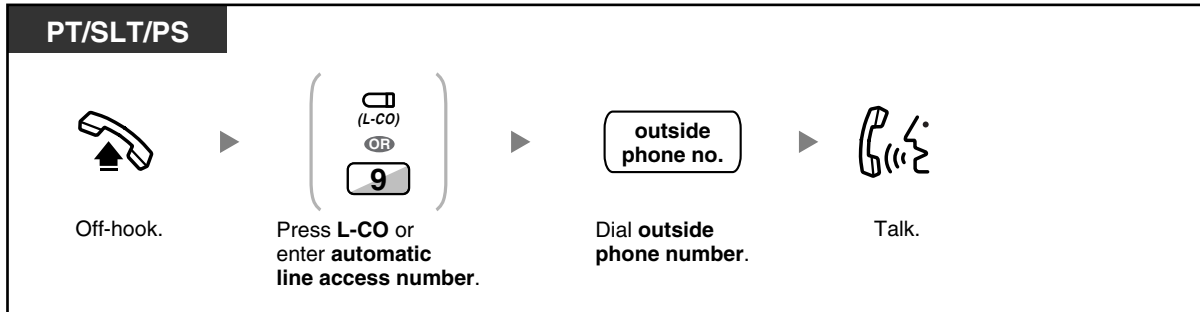 PT/SLT/PS
(L-CO)
OR
9
outside
phone no.
Off-hook.
Press L-CO or
enter automatic
line access number.
Dial outside
phone number.
Talk.